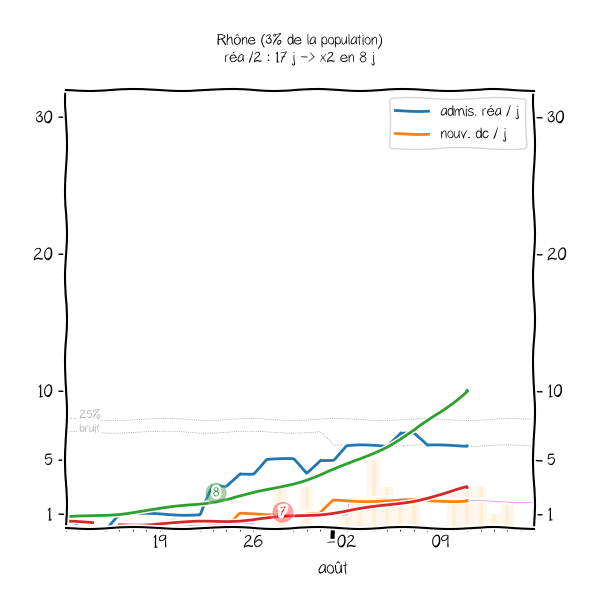 Rhône (3% de la population)
réa /2 : 17 j -> x2 en 8 j
admis. réa / j
nouv. dc / j
30
30
20
20
10
10
25%
bruit
5
5
8
7
1
1
19
26
02
09
août